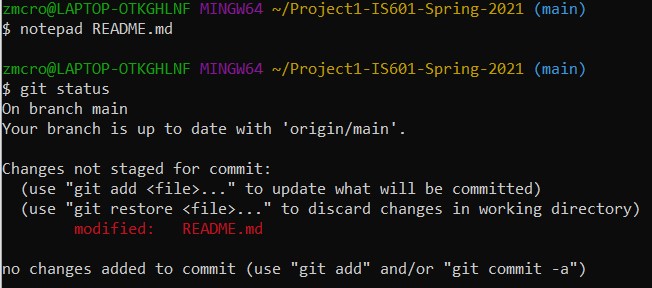 zmcro@LAPTOP-OTKGHLNF MINGW64 ~/Project1-IS601-Spring-2021 (main)
$ notepad README.md
zmcro@LAPTOP-OTKGHLNF MINGW64 ~/Project1-IS601-Spring-2021 (main)
$ git status
On branch main
Your branch is up to date with 'origin/main'.
Changes not staged for commit:
  (use "git add <file>..." to update what will be committed)
  (use "git restore <file>..." to discard changes in working directory)
        modified:   README.md
no changes added to commit (use "git add" and/or "git commit -a")